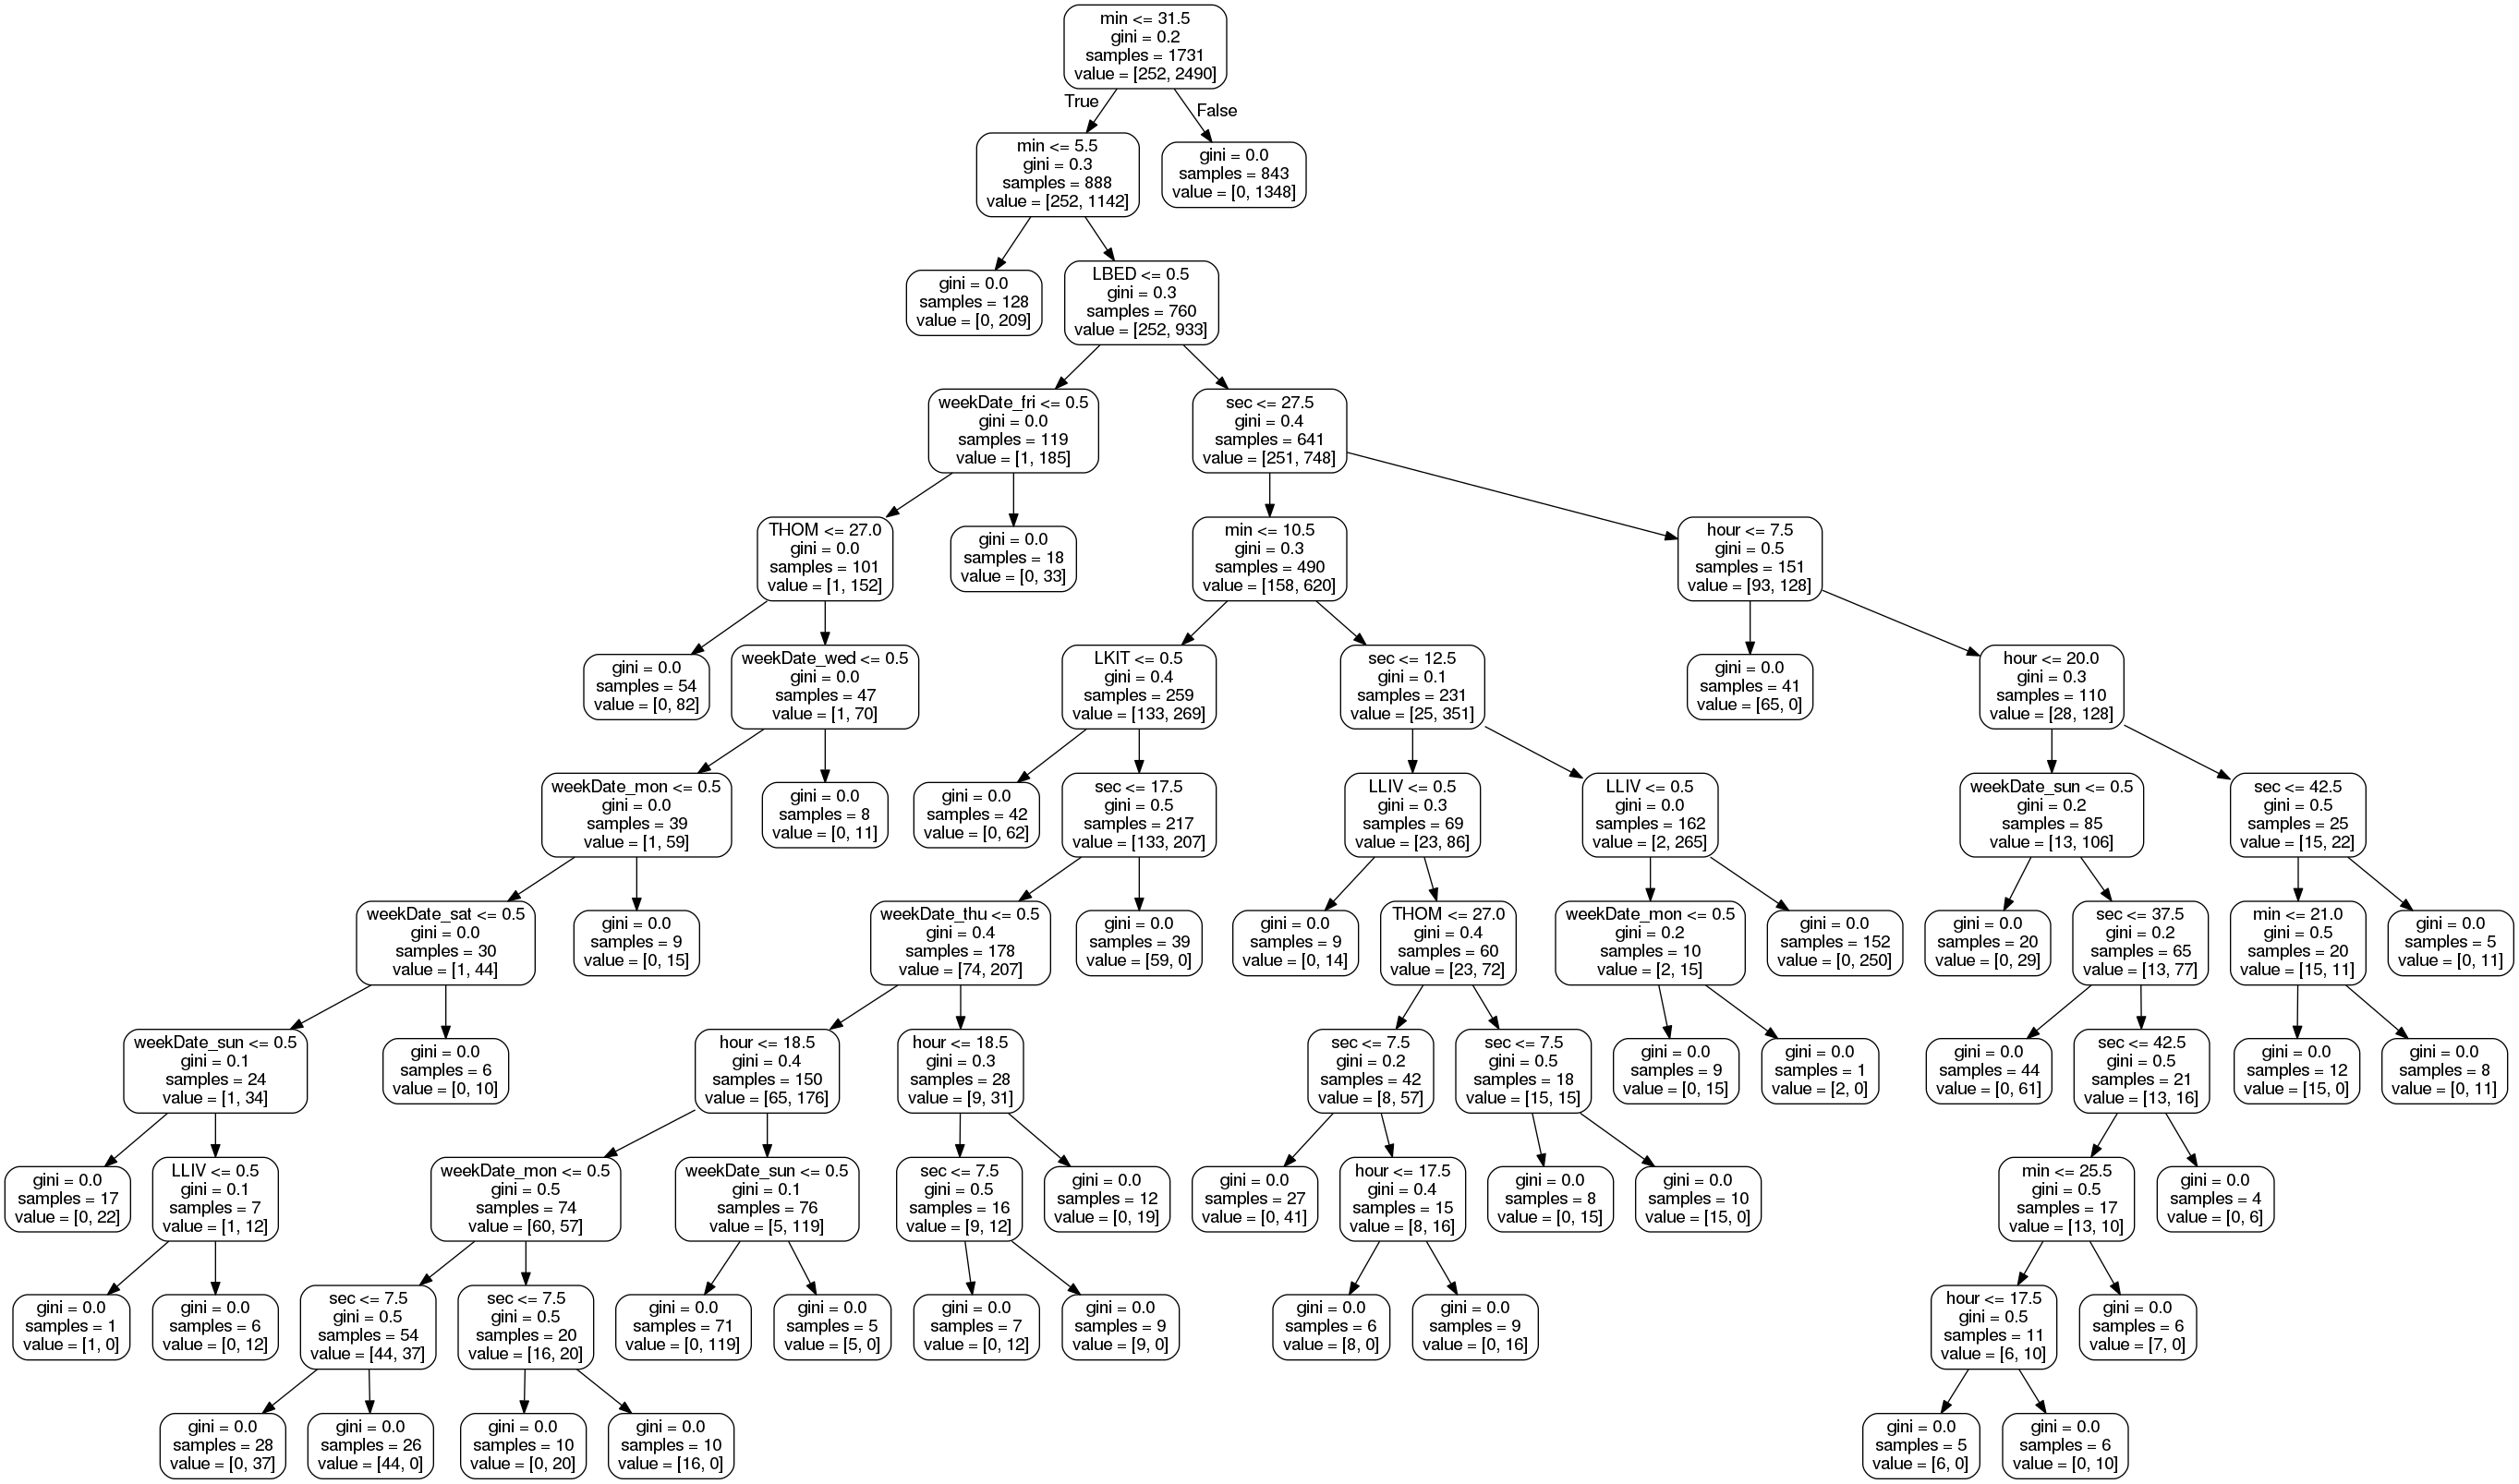 min <= 31.5
gini = 0.2
samples = 1731
value = [252, 2490]
True
False
min <= 5.5
gini = 0.3
samples = 888
value = [252, 1142]
gini = 0.0
samples = 843
value = [0, 1348]
gini = 0.0
samples = 128
value = [0, 209]
LBED <= 0.5
gini = 0.3
samples = 760
value = [252, 933]
weekDate_fri <= 0.5
gini = 0.0
samples = 119
value = [1, 185]
sec <= 27.5
gini = 0.4
samples = 641
value = [251, 748]
THOM <= 27.0
gini = 0.0
samples = 101
value = [1, 152]
gini = 0.0
samples = 18
value = [0, 33]
min <= 10.5
gini = 0.3
samples = 490
value = [158, 620]
hour <= 7.5
gini = 0.5
samples = 151
value = [93, 128]
gini = 0.0
samples = 54
value = [0, 82]
weekDate_wed <= 0.5
gini = 0.0
samples = 47
value = [1, 70]
LKIT <= 0.5
gini = 0.4
samples = 259
value = [133, 269]
sec <= 12.5
gini = 0.1
samples = 231
value = [25, 351]
gini = 0.0
samples = 41
value = [65, 0]
hour <= 20.0
gini = 0.3
samples = 110
value = [28, 128]
weekDate_mon <= 0.5
gini = 0.0
samples = 39
value = [1, 59]
gini = 0.0
samples = 8
value = [0, 11]
gini = 0.0
samples = 42
value = [0, 62]
sec <= 17.5
gini = 0.5
samples = 217
value = [133, 207]
LLIV <= 0.5
gini = 0.3
samples = 69
value = [23, 86]
LLIV <= 0.5
gini = 0.0
samples = 162
value = [2, 265]
weekDate_sun <= 0.5
gini = 0.2
samples = 85
value = [13, 106]
sec <= 42.5
gini = 0.5
samples = 25
value = [15, 22]
weekDate_sat <= 0.5
gini = 0.0
samples = 30
value = [1, 44]
gini = 0.0
samples = 9
value = [0, 15]
weekDate_thu <= 0.5
gini = 0.4
samples = 178
value = [74, 207]
gini = 0.0
samples = 39
value = [59, 0]
gini = 0.0
samples = 9
value = [0, 14]
THOM <= 27.0
gini = 0.4
samples = 60
value = [23, 72]
weekDate_mon <= 0.5
gini = 0.2
samples = 10
value = [2, 15]
gini = 0.0
samples = 152
value = [0, 250]
gini = 0.0
samples = 20
value = [0, 29]
sec <= 37.5
gini = 0.2
samples = 65
value = [13, 77]
min <= 21.0
gini = 0.5
samples = 20
value = [15, 11]
gini = 0.0
samples = 5
value = [0, 11]
weekDate_sun <= 0.5
gini = 0.1
samples = 24
value = [1, 34]
gini = 0.0
samples = 6
value = [0, 10]
hour <= 18.5
gini = 0.4
samples = 150
value = [65, 176]
hour <= 18.5
gini = 0.3
samples = 28
value = [9, 31]
sec <= 7.5
gini = 0.2
samples = 42
value = [8, 57]
sec <= 7.5
gini = 0.5
samples = 18
value = [15, 15]
gini = 0.0
samples = 9
value = [0, 15]
gini = 0.0
samples = 1
value = [2, 0]
gini = 0.0
samples = 44
value = [0, 61]
sec <= 42.5
gini = 0.5
samples = 21
value = [13, 16]
gini = 0.0
samples = 12
value = [15, 0]
gini = 0.0
samples = 8
value = [0, 11]
gini = 0.0
samples = 17
value = [0, 22]
LLIV <= 0.5
gini = 0.1
samples = 7
value = [1, 12]
weekDate_mon <= 0.5
gini = 0.5
samples = 74
value = [60, 57]
weekDate_sun <= 0.5
gini = 0.1
samples = 76
value = [5, 119]
sec <= 7.5
gini = 0.5
samples = 16
value = [9, 12]
gini = 0.0
samples = 12
value = [0, 19]
gini = 0.0
samples = 27
value = [0, 41]
hour <= 17.5
gini = 0.4
samples = 15
value = [8, 16]
gini = 0.0
samples = 8
value = [0, 15]
gini = 0.0
samples = 10
value = [15, 0]
min <= 25.5
gini = 0.5
samples = 17
value = [13, 10]
gini = 0.0
samples = 4
value = [0, 6]
gini = 0.0
samples = 1
value = [1, 0]
gini = 0.0
samples = 6
value = [0, 12]
sec <= 7.5
gini = 0.5
samples = 54
value = [44, 37]
sec <= 7.5
gini = 0.5
samples = 20
value = [16, 20]
gini = 0.0
samples = 71
value = [0, 119]
gini = 0.0
samples = 5
value = [5, 0]
gini = 0.0
samples = 7
value = [0, 12]
gini = 0.0
samples = 9
value = [9, 0]
gini = 0.0
samples = 6
value = [8, 0]
gini = 0.0
samples = 9
value = [0, 16]
hour <= 17.5
gini = 0.5
samples = 11
value = [6, 10]
gini = 0.0
samples = 6
value = [7, 0]
gini = 0.0
samples = 28
value = [0, 37]
gini = 0.0
samples = 26
value = [44, 0]
gini = 0.0
samples = 10
value = [0, 20]
gini = 0.0
samples = 10
value = [16, 0]
gini = 0.0
samples = 5
value = [6, 0]
gini = 0.0
samples = 6
value = [0, 10]